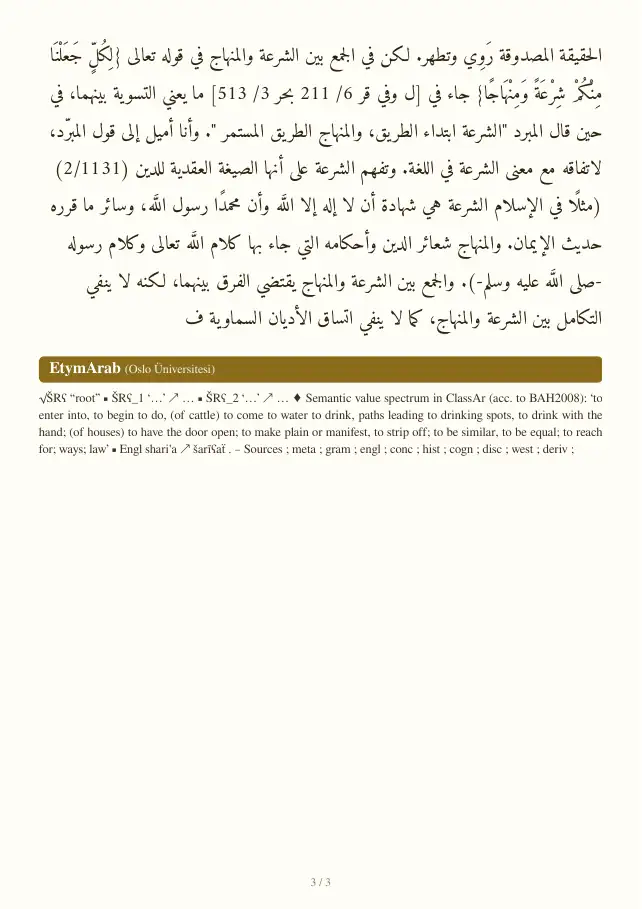 الحقيقة المصدوقة رَوِي وتطهر. لكن في الجمع بين الشرعة والمنهاج في قوله تعالى {لِكُلٍّ جَعَلْنَا
مِنْكُمْ شِرْعَةً وَمِنْهَاجًا} جاء في [ل وفي قر 6/ 211 بحر 3/ 513] ما يعني التسوية بينهما، في
حين قال المبرد "الشرعة ابتداء الطريق، والمنهاج الطريق المستمر ". وأنا أميل إلى قول المبرّد،
لاتفاقه مع معنى الشرعة في اللغة. وتفهم الشرعة على أنها الصيغة العقدية للدين (2/1131)
(مثلًا في الإسلام الشرعة هي شهادة أن لا إله إلا الله وأن محمدًا رسول الله، وسائر ما قرره
حديث الإيمان. والمنهاج شعائر الدين وأحكامه التي جاء بها كلام الله تعالى وكلام رسوله
-صلى الله عليه وسلم-). والجمع بين الشرعة والمنهاج يقتضي الفرق بينهما، لكنه لا ينفي
التكامل بين الشرعة والمنهاج، كما لا ينفي اتساق الأديان السماوية ف
EtymArab (Oslo Üniversitesi)
√ŠRʕ “root” ▪ ŠRʕ_1 ‘…’ ↗ … ▪ ŠRʕ_2 ‘…’ ↗ … ♦ Semantic value spectrum in ClassAr (acc. to BAH2008): ‘to
enter into, to begin to do, (of cattle) to come to water to drink, paths leading to drinking spots, to drink with the
hand; (of houses) to have the door open; to make plain or manifest, to strip off; to be similar, to be equal; to reach
for; ways; law’ ▪ Engl shari’a ↗ šarīʕaẗ . – Sources ; meta ; gram ; engl ; conc ; hist ; cogn ; disc ; west ; deriv ;
3 / 3